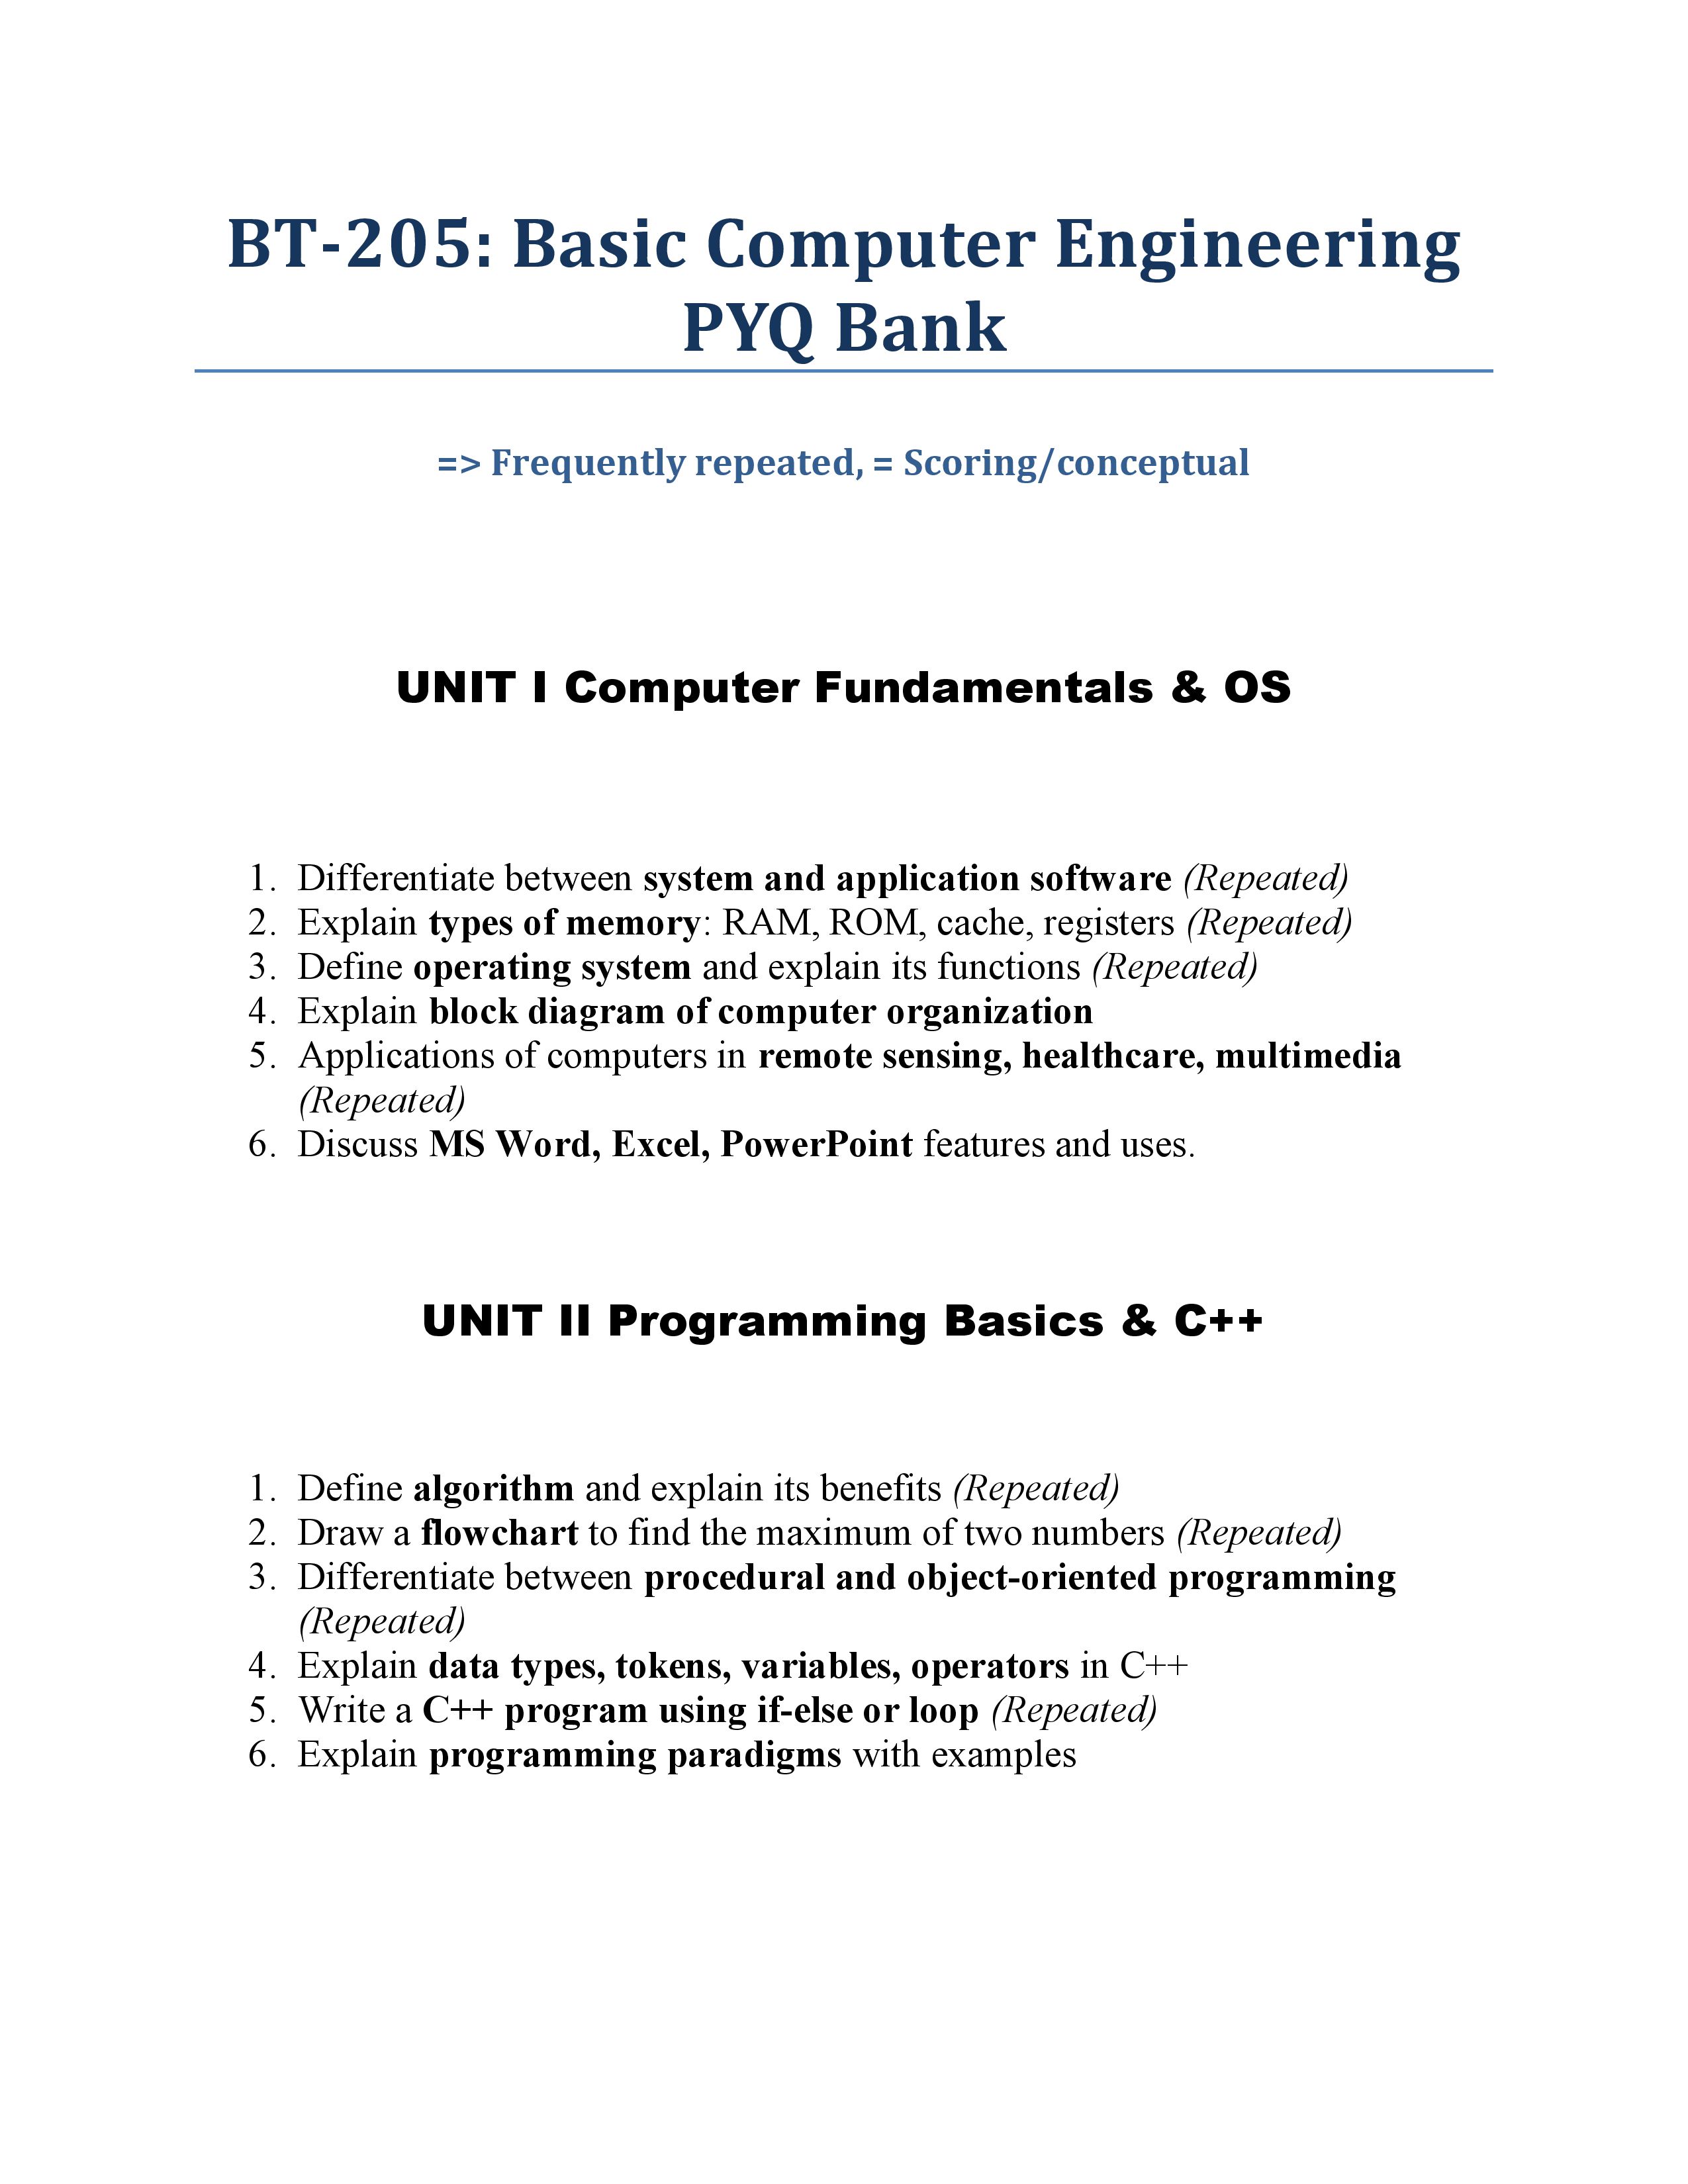 BT-205: Basic Computer Engineering
PYQ Bank
=> Frequently repeated, = Scoring/conceptual
UNIT I Computer Fundamentals & OS
1. Differentiate between system and application software (Repeated)
2. Explain types of memory: RAM, ROM, cache, registers (Repeated)
3. Define operating system and explain its functions (Repeated)
4. Explain block diagram of computer organization
5. Applications of computers in remote sensing, healthcare, multimedia
(Repeated)
6. Discuss MS Word, Excel, PowerPoint features and uses.
UNIT II Programming Basics & C++
1. Define algorithm and explain its benefits (Repeated)
2. Draw a flowchart to find the maximum of two numbers (Repeated)
3. Differentiate between procedural and object-oriented programming
(Repeated)
4. Explain data types, tokens, variables, operators in C++
5. Write a C++ program using if-else or loop (Repeated)
6. Explain programming paradigms with examples